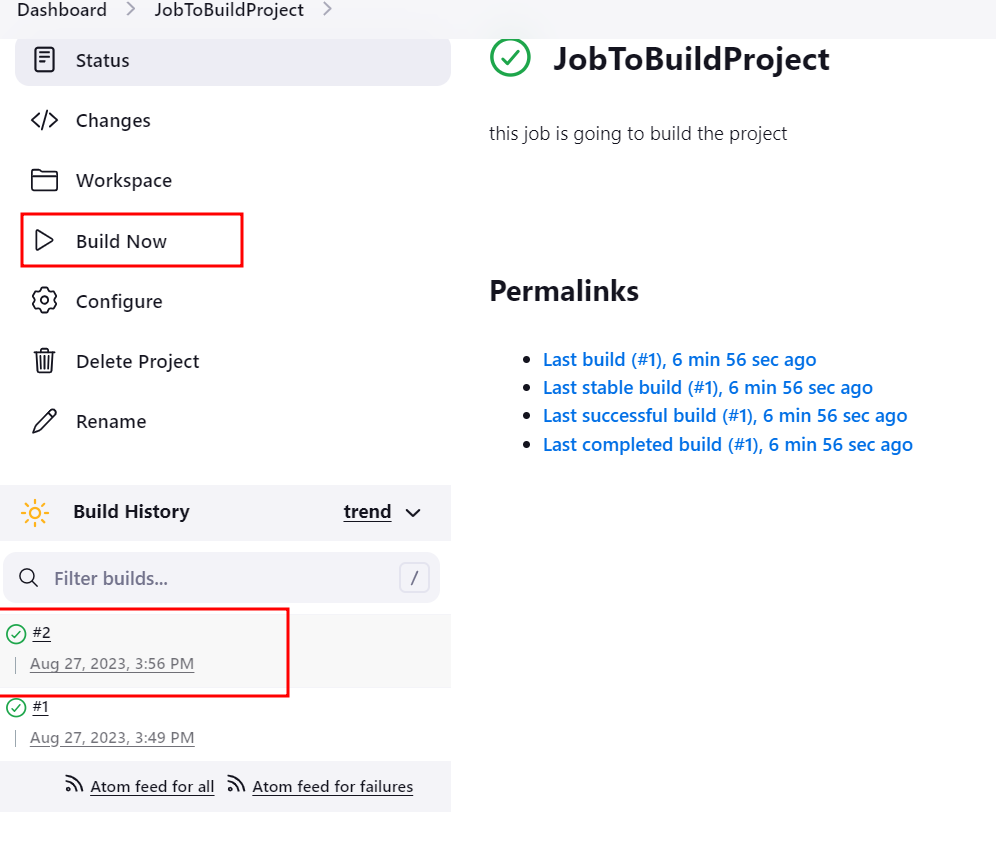 Dashboard > JobToBuildProject >
Status
Changes
Workspace
Build Now
Configure
Delete Project
Rename
Build History trend
Filter builds... /
#2
Aug 27, 2023, 3:56 PM
#1
Aug 27, 2023, 3:49 PM
Atom feed for all Atom feed for failures
JobToBuildProject
this job is going to build the project
Permalinks
Last build (#1), 6 min 56 sec ago
Last stable build (#1), 6 min 56 sec ago
Last successful build (#1), 6 min 56 sec ago
Last completed build (#1), 6 min 56 sec ago